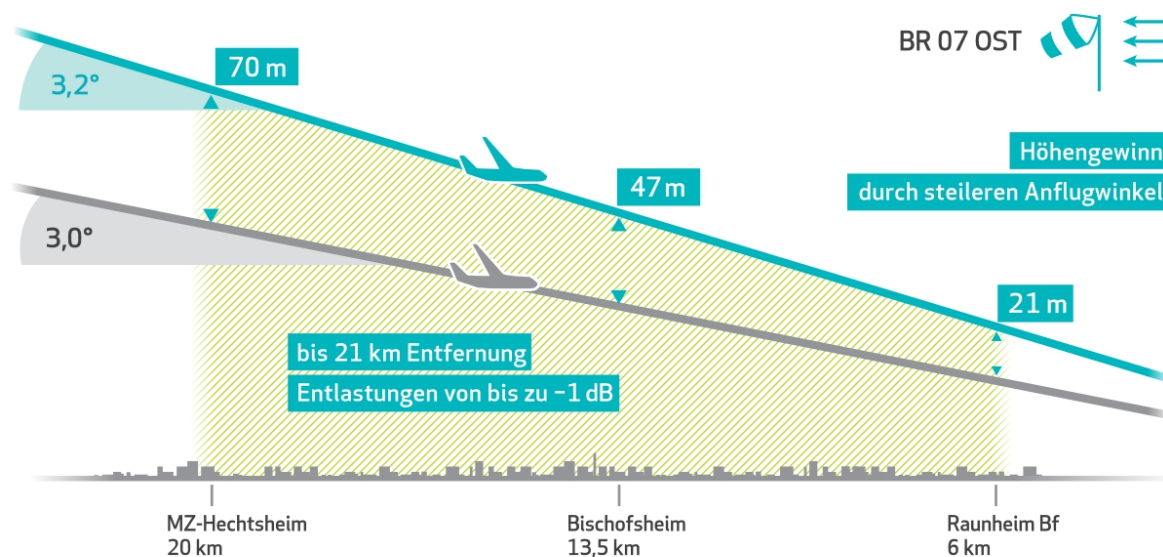 BR 07 OST
3,2°
70 m
Höhengewinn
durch steileren Anflugwinkel
47 m
3,0°
21 m
bis 21 km Entfernung
Entlastungen von bis zu −1 dB
MZ-Hechtsheim
20 km
Bischofsheim
13,5 km
Raunheim Bf
6 km